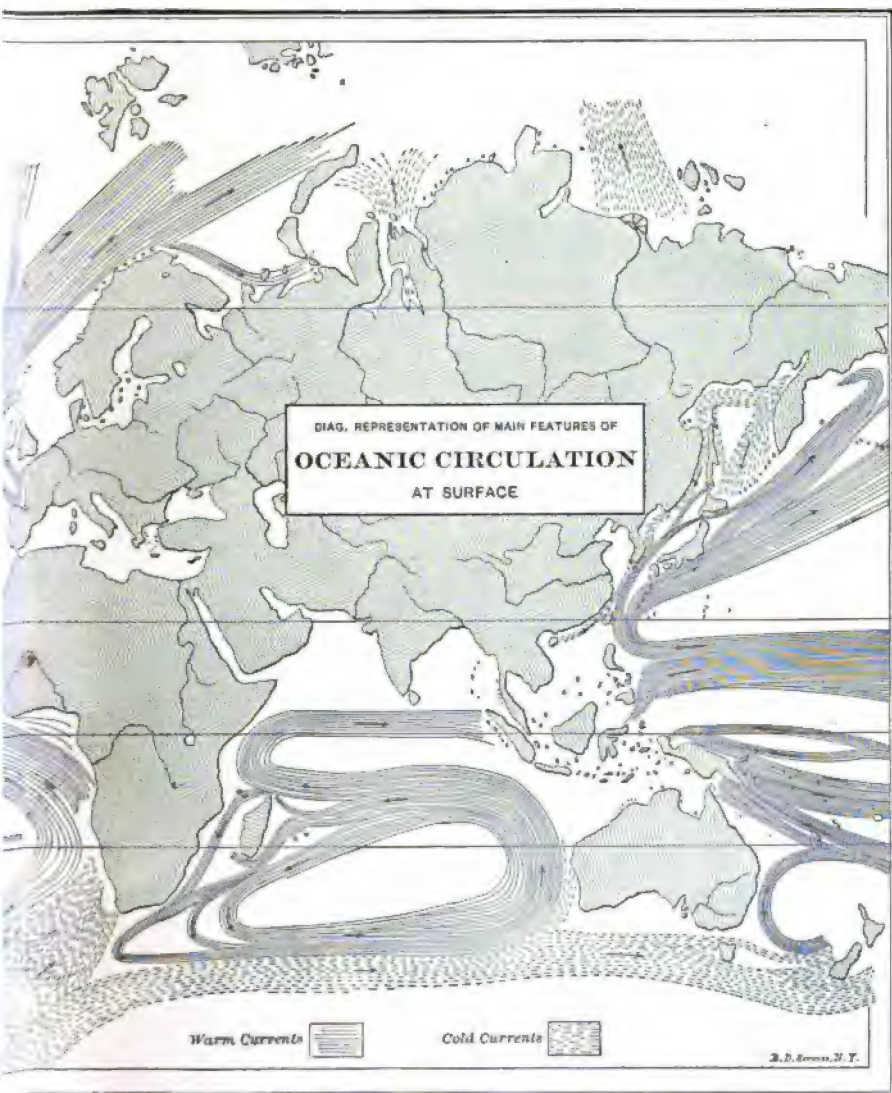 DIAG. REPRESENTATION OF MAIN FEATURES OF
OCEANIC CIRCULATION
AT SURFACE
Warm Currents
Cold Currents
N. Y.